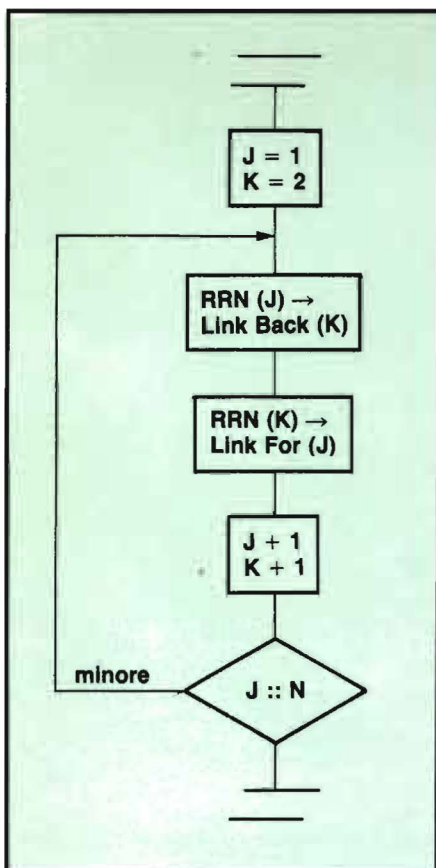 J = 1
K = 2
RRN (J) →
Link Back (K)
RRN (K) →
Link For (J)
J + 1
K + 1
J :: N
minore